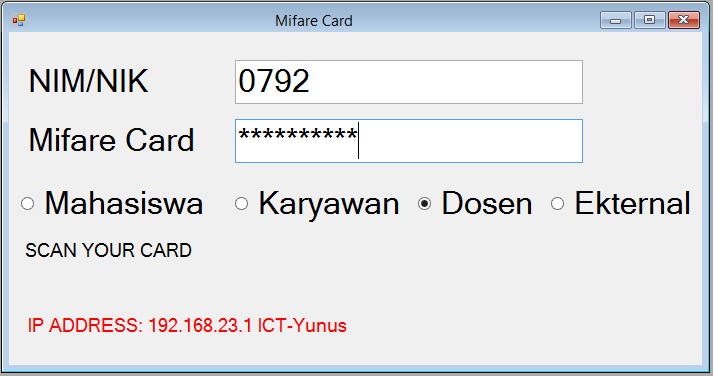 Mifare Card
NIM/NIK 0792
Mifare Card **********
Mahasiswa Karyawan Dosen Ekternal
SCAN YOUR CARD
IP ADDRESS: 192.168.23.1 ICT-Yunus